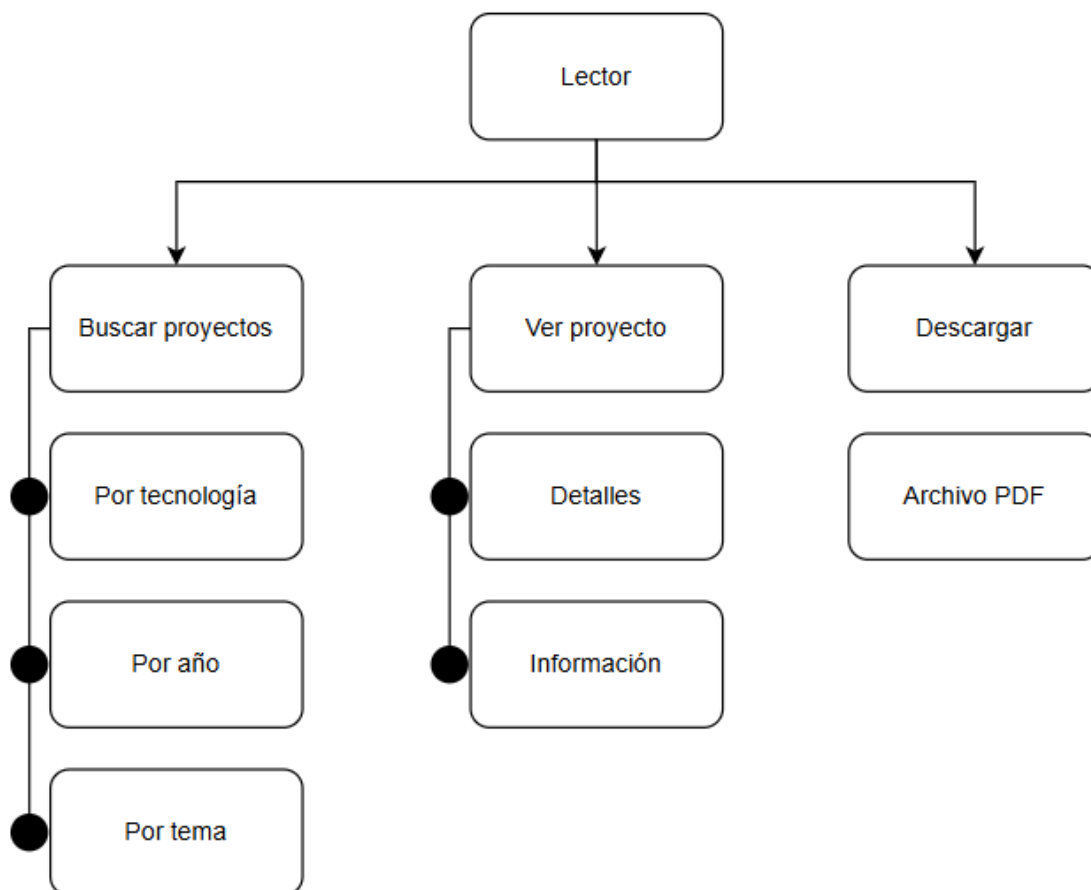 Lector
Buscar proyectos
Ver proyecto
Descargar
Por tecnología
Detalles
Archivo PDF
Por año
Información
Por tema